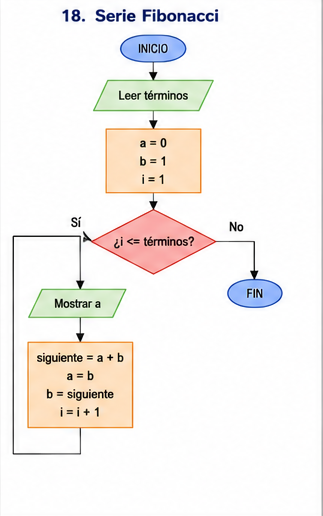 18. Serie Fibonacci
INICIO
Leer términos
a = 0
b = 1
i = 1
¿i <= términos?
Sí
No
Mostrar a
FIN
siguiente = a + b
a = b
b = siguiente
i = i + 1